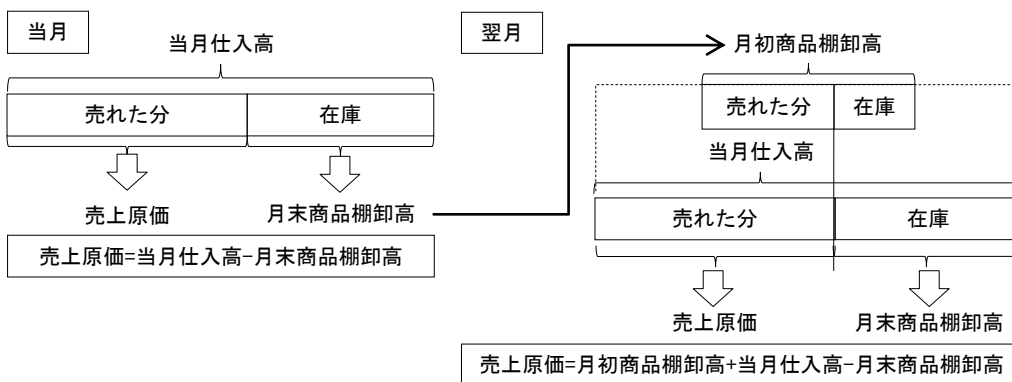 当月
当月仕入高
売れた分
在庫
売上原価
月末商品棚卸高
売上原価=当月仕入高−月末商品棚卸高
翌月
月初商品棚卸高
売れた分
在庫
当月仕入高
売れた分
在庫
売上原価
月末商品棚卸高
売上原価=月初商品棚卸高+当月仕入高−月末商品棚卸高